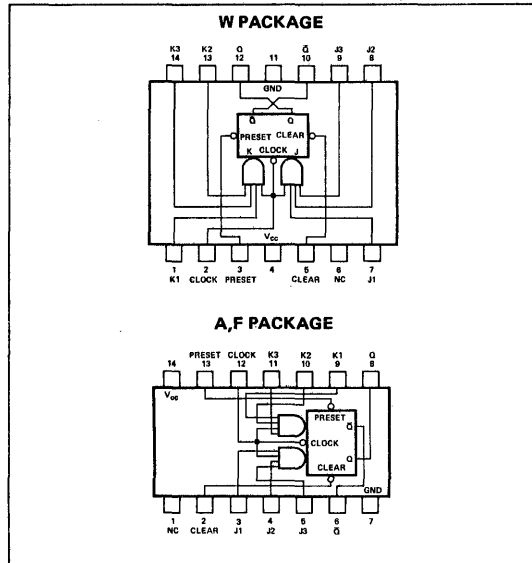 W PACKAGE
K3 K2 Q Q̄ J3 J2
14 13 12 11 10 9 8
GND
Q̄ Q
PRESET CLEAR
CLOCK
K J
VCC
1 2 3 4 5 6 7
K1 CLOCK PRESET CLEAR NC J1
A,F PACKAGE
PRESET CLOCK K3 K2 K1 Q
14 13 12 11 10 9 8
VCC
PRESET
Q̄
CLOCK
Q
CLEAR
GND
1 2 3 4 5 6 7
NC CLEAR J1 J2 J3 Q̄